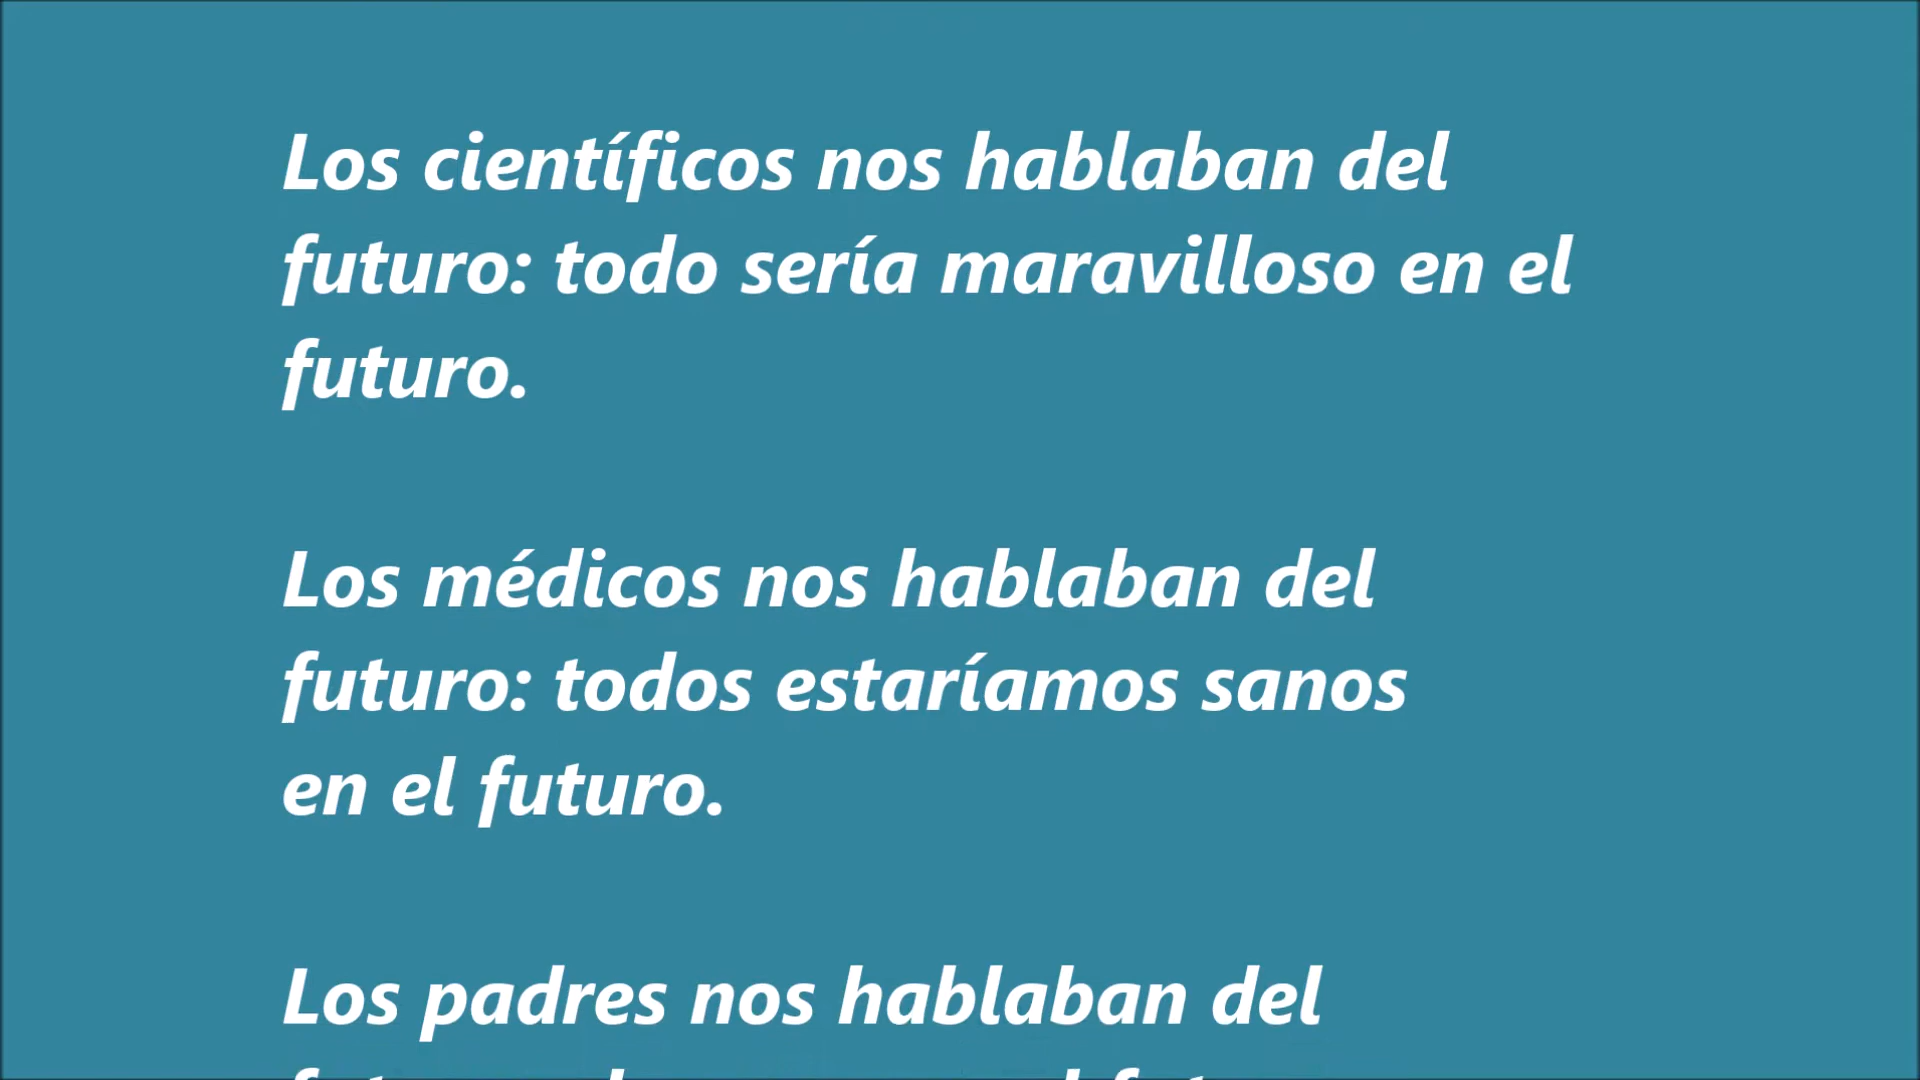 Los científicos nos hablaban del
futuro: todo sería maravilloso en el
futuro.
Los médicos nos hablaban del
futuro: todos estaríamos sanos
en el futuro.
Los padres nos hablaban del